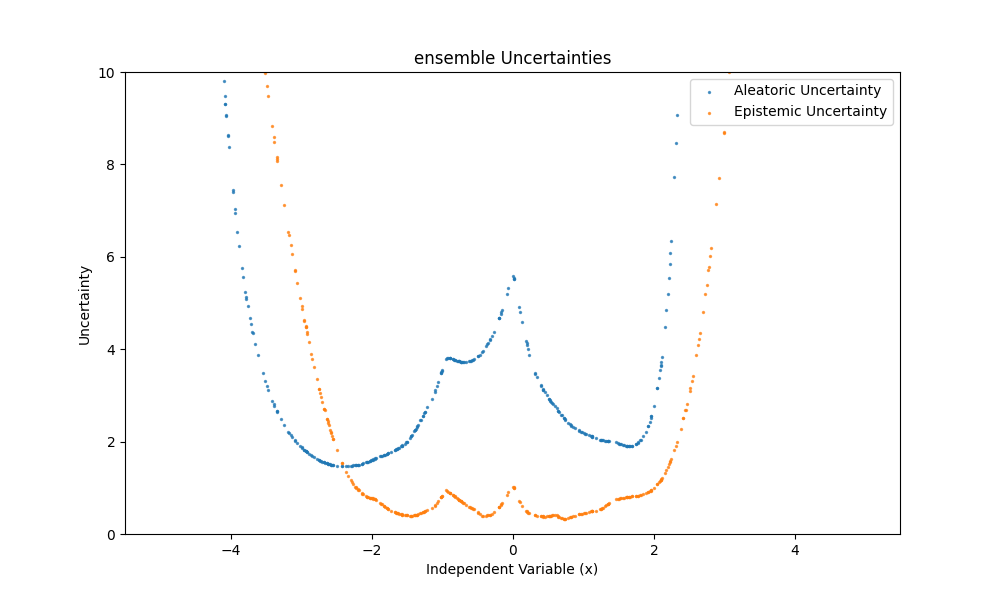 ensemble Uncertainties
Aleatoric Uncertainty
Epistemic Uncertainty
Uncertainty
10
8
6
4
2
0
−4
−2
0
2
4
Independent Variable (x)